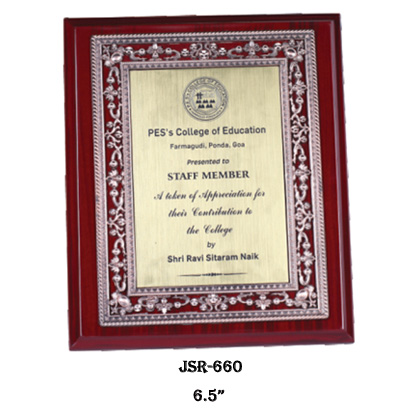 PES's College of Education
Farmagudi, Ponda, Goa
Presented to
STAFF MEMBER
A token of Appreciation for
their Contribution to
the College
by
Shri Ravi Sitaram Naik
JSR-660
6.5"